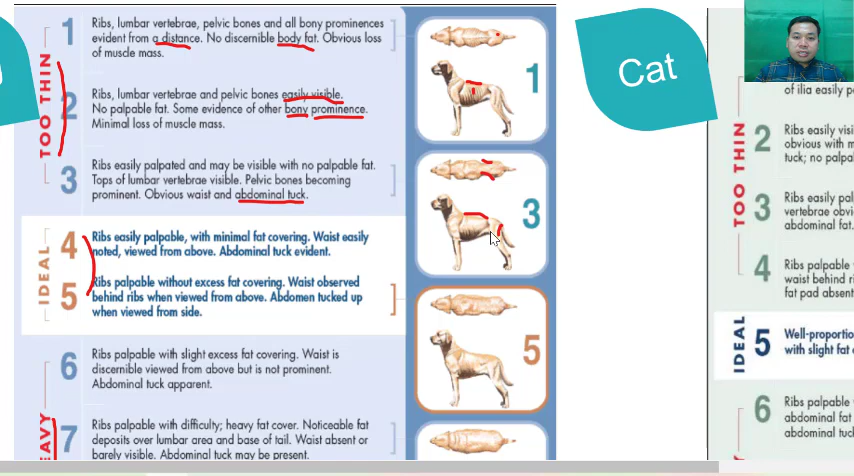 TOO THIN
1
Ribs, lumbar vertebrae, pelvic bones and all bony prominences
evident from a distance. No discernible body fat. Obvious loss
of muscle mass.
2
Ribs, lumbar vertebrae and pelvic bones easily visible.
No palpable fat. Some evidence of other bony prominence.
Minimal loss of muscle mass.
3
Ribs easily palpated and may be visible with no palpable fat.
Tops of lumbar vertebrae visible. Pelvic bones becoming
prominent. Obvious waist and abdominal tuck.
IDEAL
4
Ribs easily palpable, with minimal fat covering. Waist easily
noted, viewed from above. Abdominal tuck evident.
5
Ribs palpable without excess fat covering. Waist observed
behind ribs when viewed from above. Abdomen tucked up
when viewed from side.
6
Ribs palpable with slight excess fat covering. Waist is
discernible viewed from above but is not prominent.
Abdominal tuck apparent.
EAVY
7
Ribs palpable with difficulty; heavy fat cover. Noticeable fat
deposits over lumbar area and base of tail. Waist absent or
barely visible. Abdominal tuck may be present.
1
3
5
Cat
TOO THIN
of ilia easily
2
Ribs easily
obvious with
tuck; no
3
Ribs easily
vertebrae
abdominal fat.
4
Ribs palpable
waist behind
fat pad absent
IDEAL
5
with slight fat
6
Ribs palpable
abdominal fat
abdominal